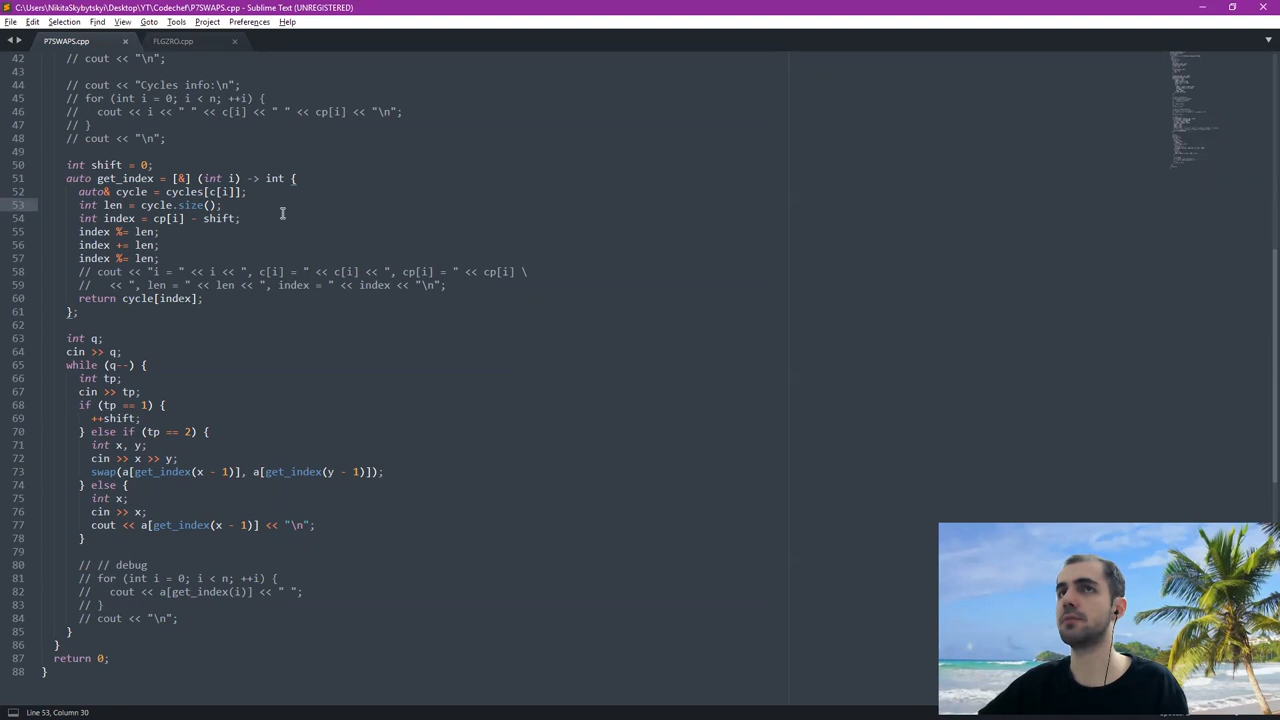 C:\Users\NikitaSkybytskyi\Desktop\YT\Codechef\P7SWAPS.cpp - Sublime Text (UNREGISTERED)
File Edit Selection Find View Goto Tools Project Preferences Help
P7SWAPS.cpp FLGZRO.cpp
42 // cout << "\n";
43
44 // cout << "Cycles info:\n";
45 // for (int i = 0; i < n; ++i) {
46 //   cout << i << " " << c[i] << " " << cp[i] << "\n";
47 // }
48 // cout << "\n";
49
50 int shift = 0;
51 auto get_index = [&] (int i) -> int {
52 auto& cycle = cycles[c[i]];
53 int len = cycle.size();
54 int index = cp[i] - shift;
55 index %= len;
56 index += len;
57 index %= len;
58 // cout << "i = " << i << ", c[i] = " << c[i] << ", cp[i] = " << cp[i] \
59 //   << ", len = " << len << ", index = " << index << "\n";
60 return cycle[index];
61 };
62
63 int q;
64 cin >> q;
65 while (q--) {
66 int tp;
67 cin >> tp;
68 if (tp == 1) {
69 ++shift;
70 } else if (tp == 2) {
71 int x, y;
72 cin >> x >> y;
73 swap(a[get_index(x - 1)], a[get_index(y - 1)]);
74 } else {
75 int x;
76 cin >> x;
77 cout << a[get_index(x - 1)] << "\n";
78 }
79
80 // // debug
81 // for (int i = 0; i < n; ++i) {
82 //   cout << a[get_index(i)] << " ";
83 // }
84 // cout << "\n";
85 }
86 }
87 return 0;
88 }
Line 53, Column 30